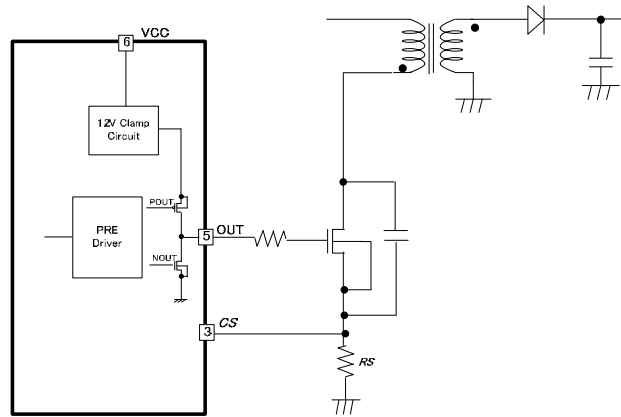 6
VCC
12V Clamp
Circuit
POUT
PRE
Driver
5
OUT
NOUT
3
CS
RS